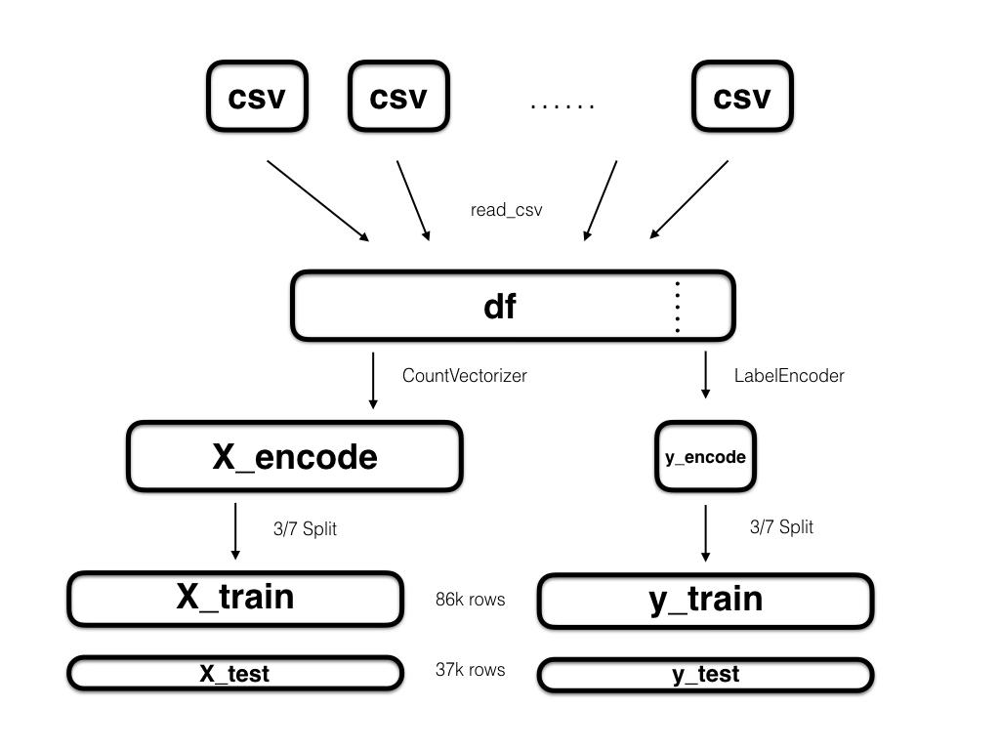 csv
csv
......
csv
read_csv
df
CountVectorizer
LabelEncoder
X_encode
y_encode
3/7 Split
3/7 Split
X_train
86k rows
y_train
X_test
37k rows
y_test